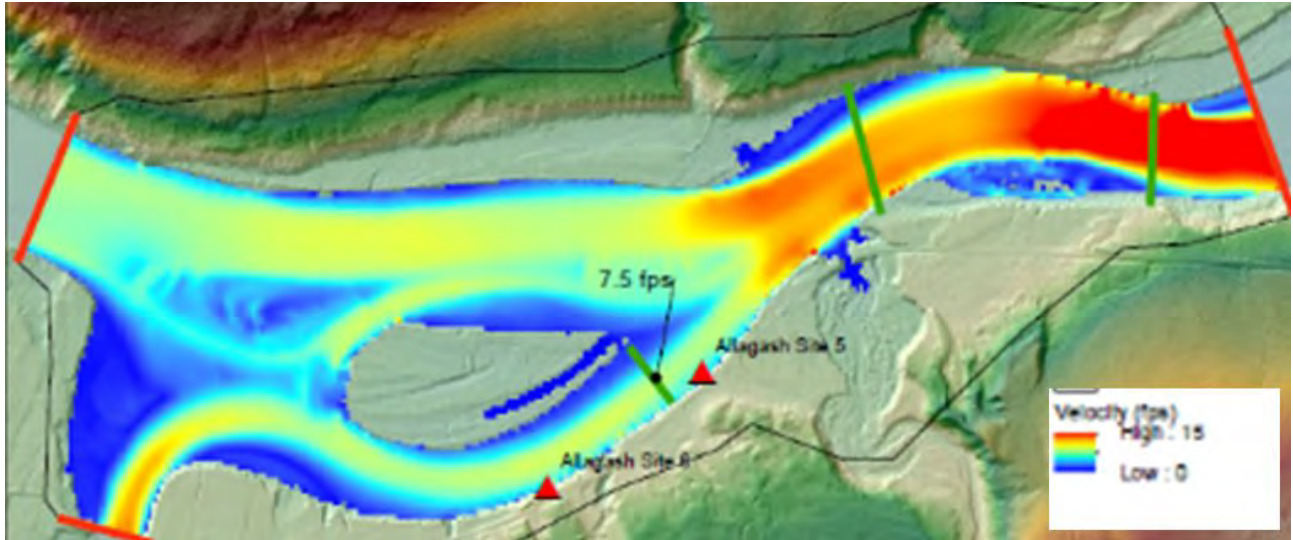 7.5 fps
Allagash Site 5
Allagash Site 6
Velocity (fps)
High : 15
Low : 0